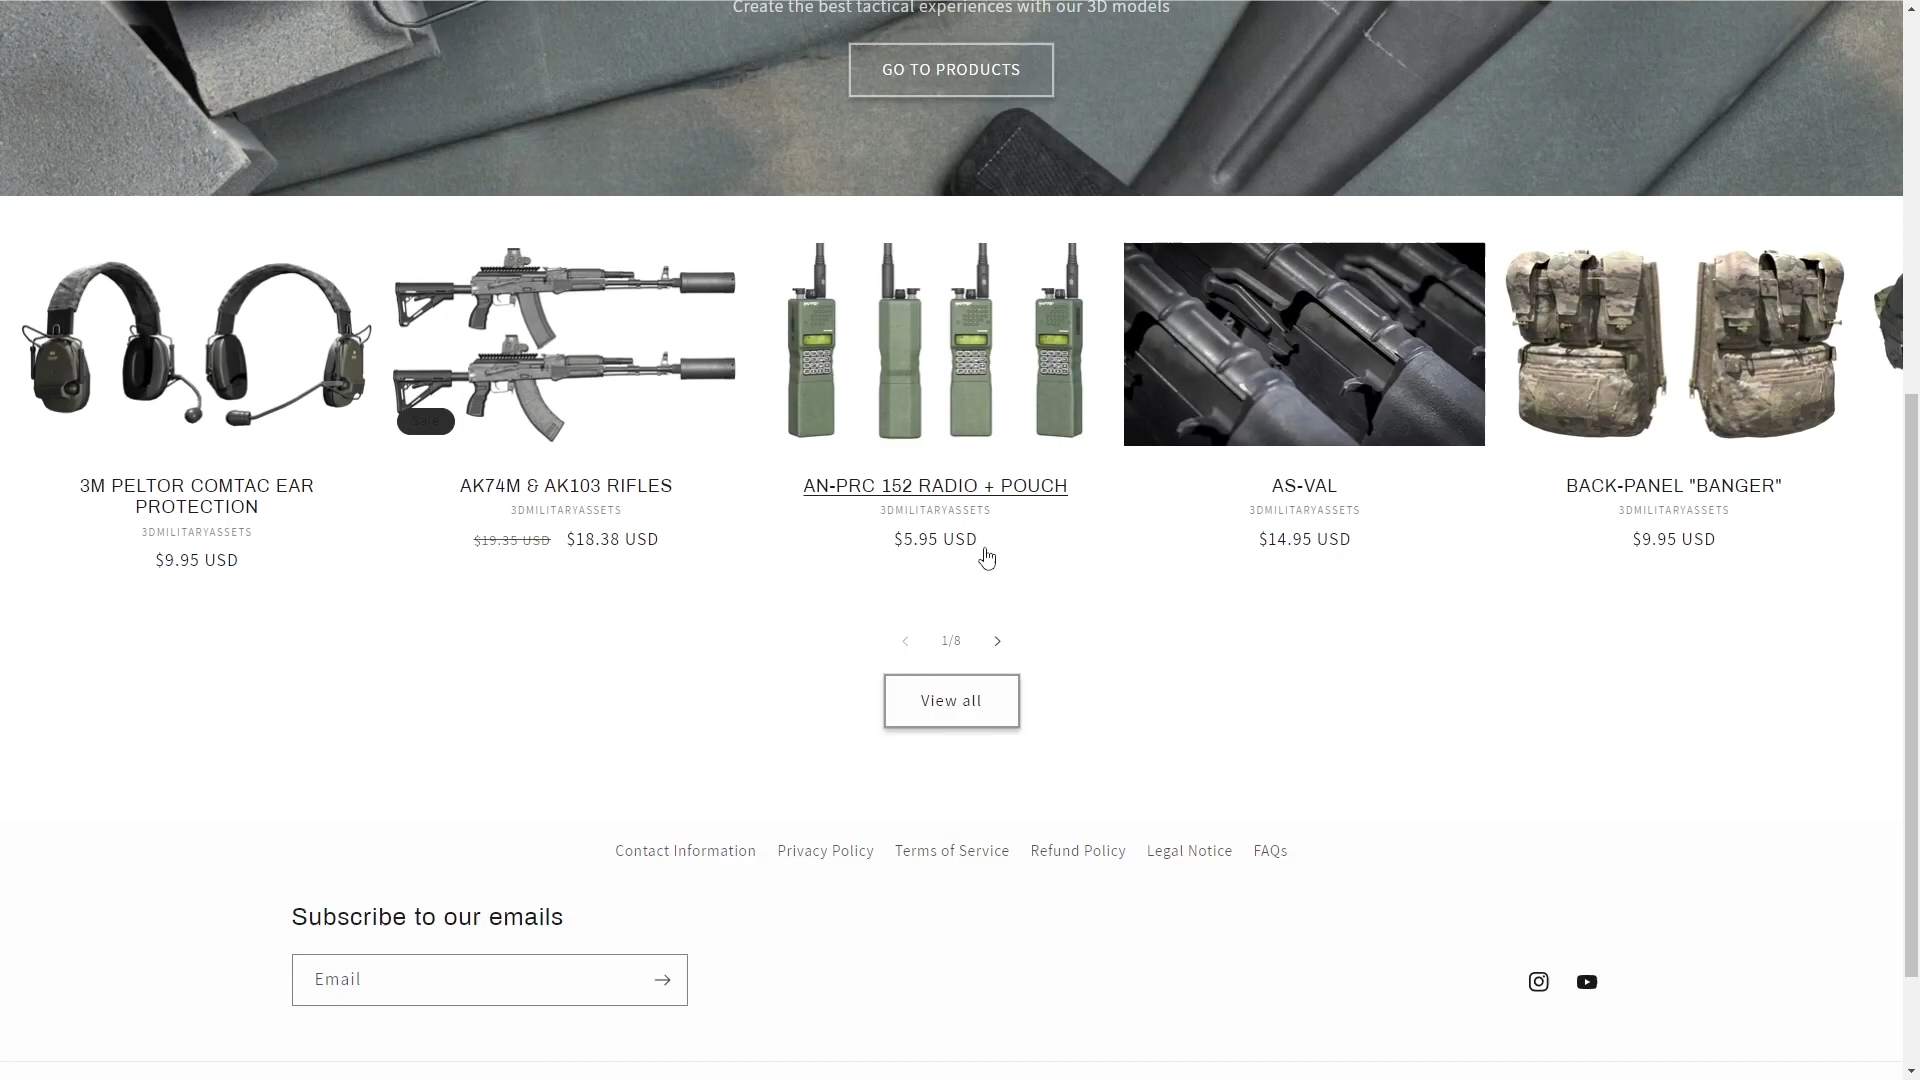 Create the best tactical experiences with our 3D models
GO TO PRODUCTS
Sale
3M PELTOR COMTAC EAR
PROTECTION
3DMILITARYASSETS
$9.95 USD
AK74M & AK103 RIFLES
3DMILITARYASSETS
$19.35 USD $18.38 USD
AN-PRC 152 RADIO + POUCH
3DMILITARYASSETS
$5.95 USD
AS-VAL
3DMILITARYASSETS
$14.95 USD
BACK-PANEL "BANGER"
3DMILITARYASSETS
$9.95 USD
1/8
View all
Contact Information Privacy Policy Terms of Service Refund Policy Legal Notice FAQs
Subscribe to our emails
Email